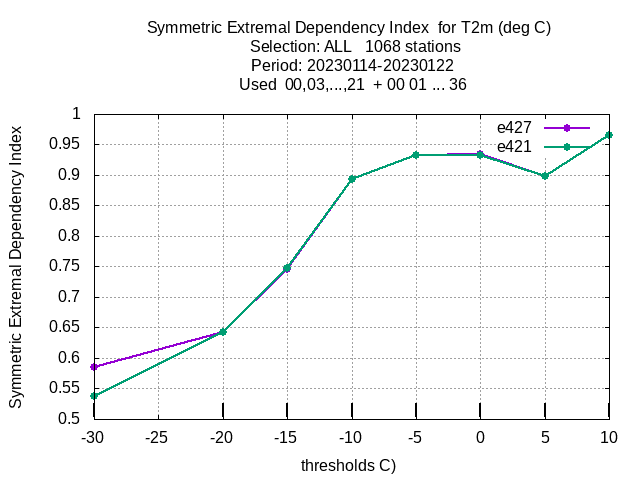 Symmetric Extremal Dependency Index  for T2m (deg C)
Selection: ALL   1068 stations
Period: 20230114-20230122
Used  00,03,...,21  + 00 01 ... 36
e427
e421
Symmetric Extremal Dependency Index
1
0.95
0.9
0.85
0.8
0.75
0.7
0.65
0.6
0.55
0.5
-30 -25 -20 -15 -10 -5 0 5 10
thresholds C)